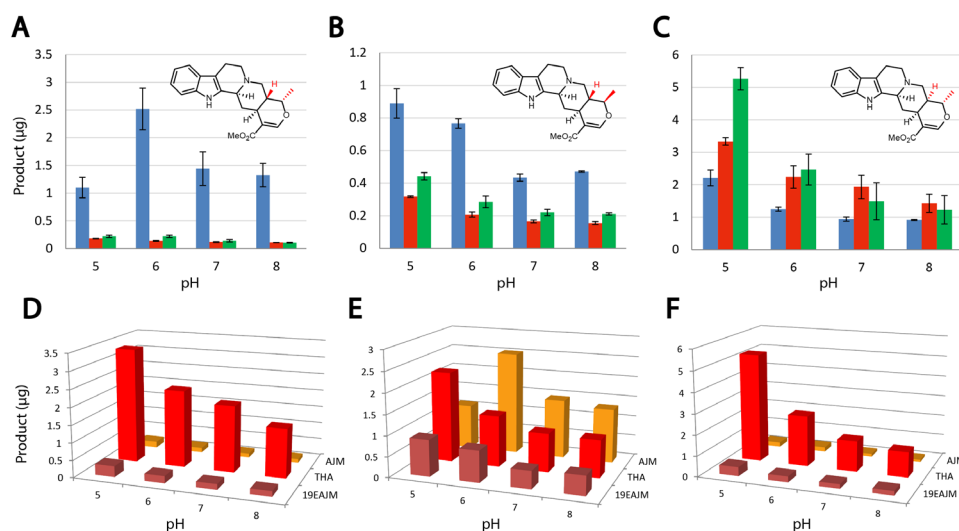 A
Product (µg)
3.5
3
2.5
2
1.5
1
0.5
0
5 6 7 8
pH
N
NH
H
H
H
O
MeO₂C
B
1.2
1
0.8
0.6
0.4
0.2
0
5 6 7 8
pH
N
NH
H
H
H
O
MeO₂C
C
6
5
4
3
2
1
0
5 6 7 8
pH
N
NH
H
H
H
O
MeO₂C
D
Product (µg)
3.5
3
2.5
2
1.5
1
0.5
0
5 6 7 8
pH
AJM
THA
19EAJM
E
3
2.5
2
1.5
1
0.5
0
5 6 7 8
pH
AJM
THA
19EAJM
F
6
5
4
3
2
1
0
5 6 7 8
pH
AJM
THA
19EAJM